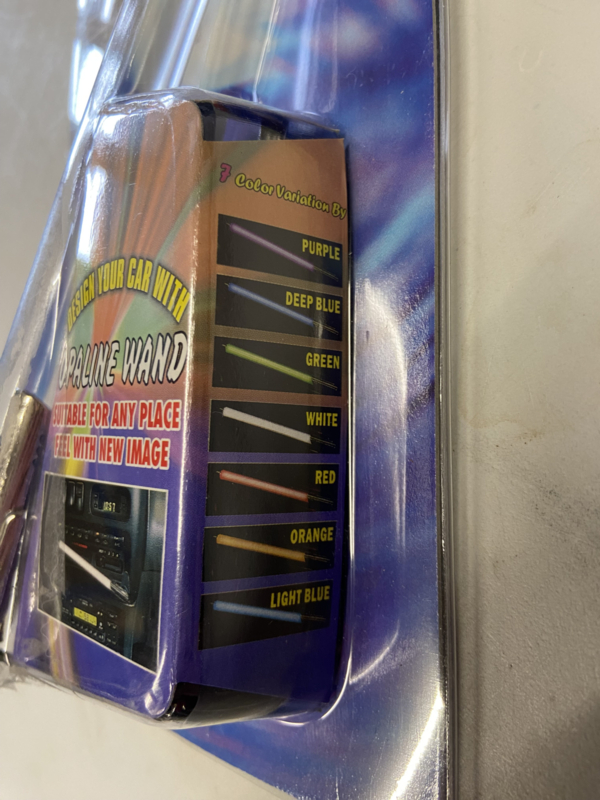 DESIGN YOUR CAR WITH
OPALINE WAND
SUITABLE FOR ANY PLACE
FEEL WITH NEW IMAGE
7 Color Variation By
PURPLE
DEEP BLUE
GREEN
WHITE
RED
ORANGE
LIGHT BLUE